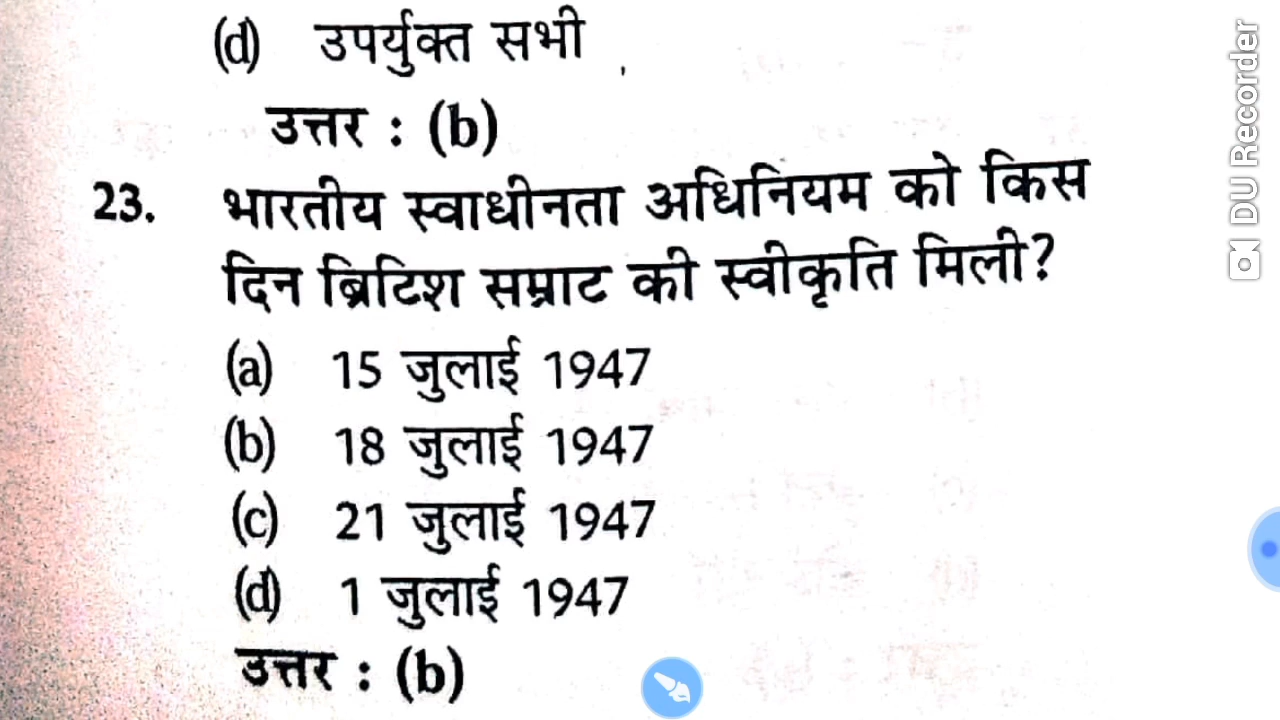 (d) उपर्युक्त सभी
उत्तर : (b)
23. भारतीय स्वाधीनता अधिनियम को किस
दिन ब्रिटिश सम्राट की स्वीकृति मिली?
(a) 15 जुलाई 1947
(b) 18 जुलाई 1947
(c) 21 जुलाई 1947
(d) 1 जुलाई 1947
उत्तर : (b)
DU Recorder